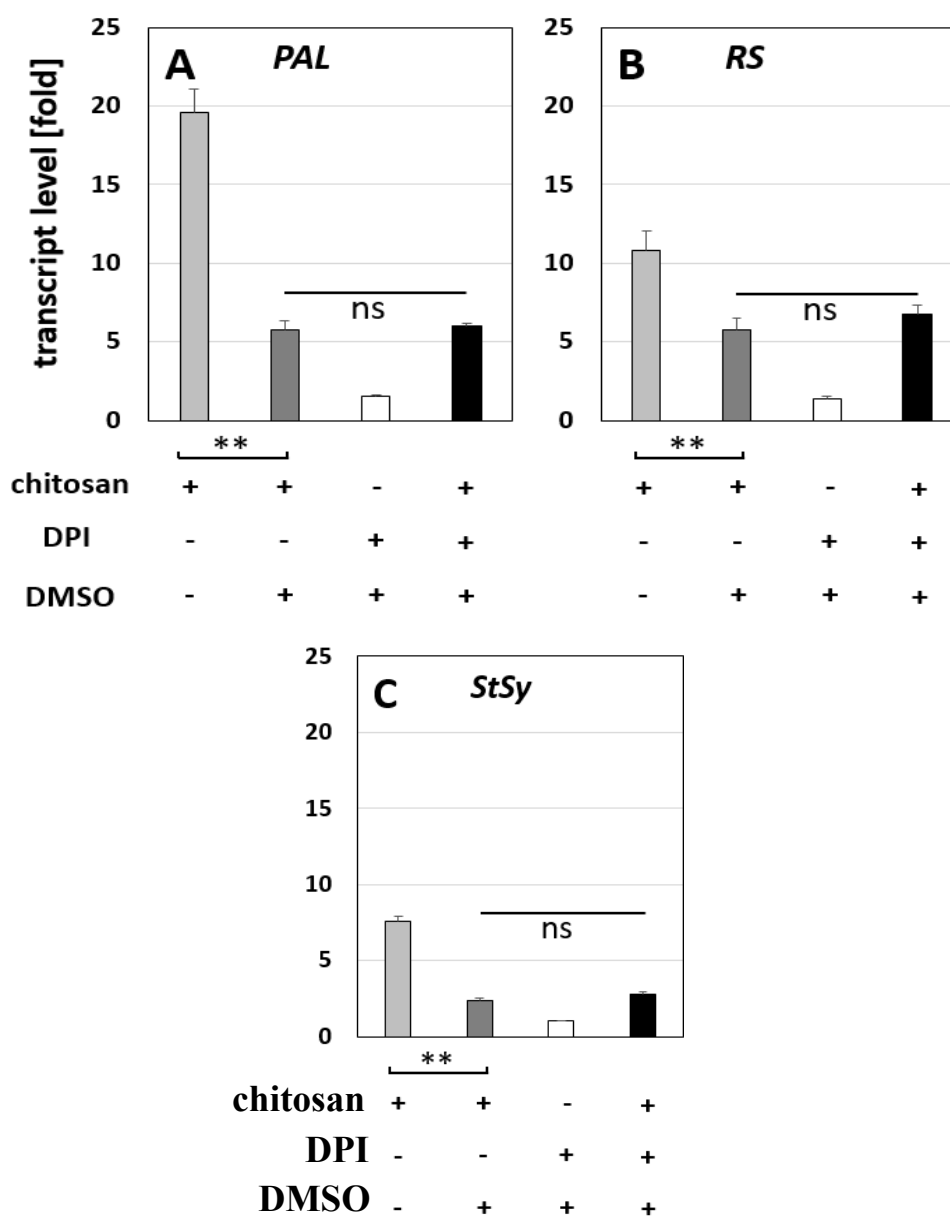 A PAL B RS
transcript level [fold]
25 25
20 20
15 15
10 10
5 5
0 0
ns ns
** **
chitosan + + - + + + - +
DPI - - + + - - + +
DMSO - + + + - + + +
C StSy
25
20
15
10
5
0
ns
**
chitosan + + - +
DPI - - + +
DMSO - + + +